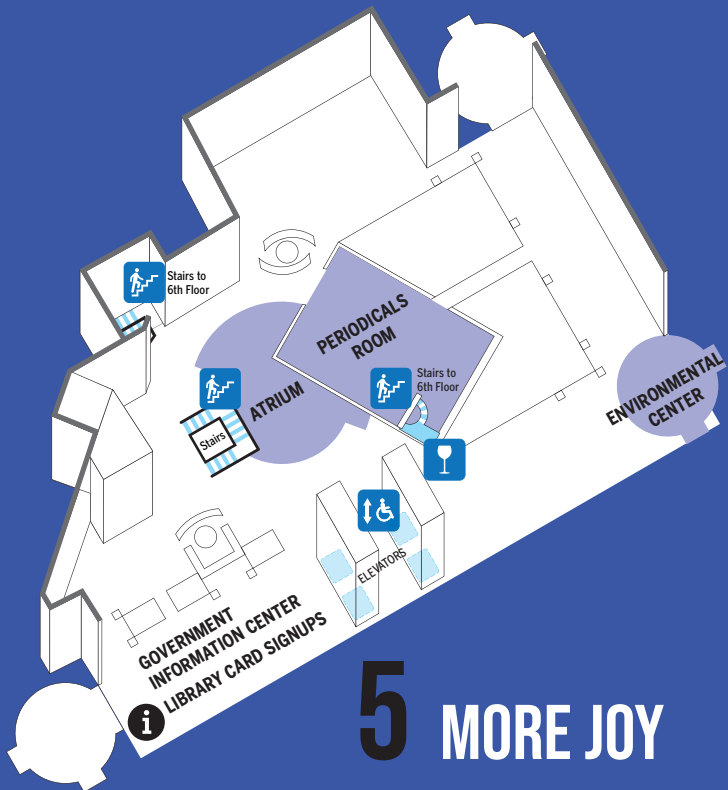 Stairs to
6th Floor
PERIODICALS
ROOM
Stairs to
6th Floor
ATRIUM
Stairs
ENVIRONMENTAL
CENTER
ELEVATORS
GOVERNMENT
INFORMATION CENTER
LIBRARY CARD SIGNUPS
i
5 MORE JOY